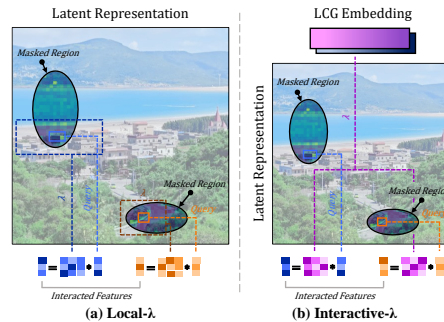 Latent Representation
Masked Region
λ
Query
Masked Region
Interacted Features
(a) Local-λ
LCG Embedding
Latent Representation
Masked Region
λ
Query
Masked Region
Interacted Features
(b) Interactive-λ